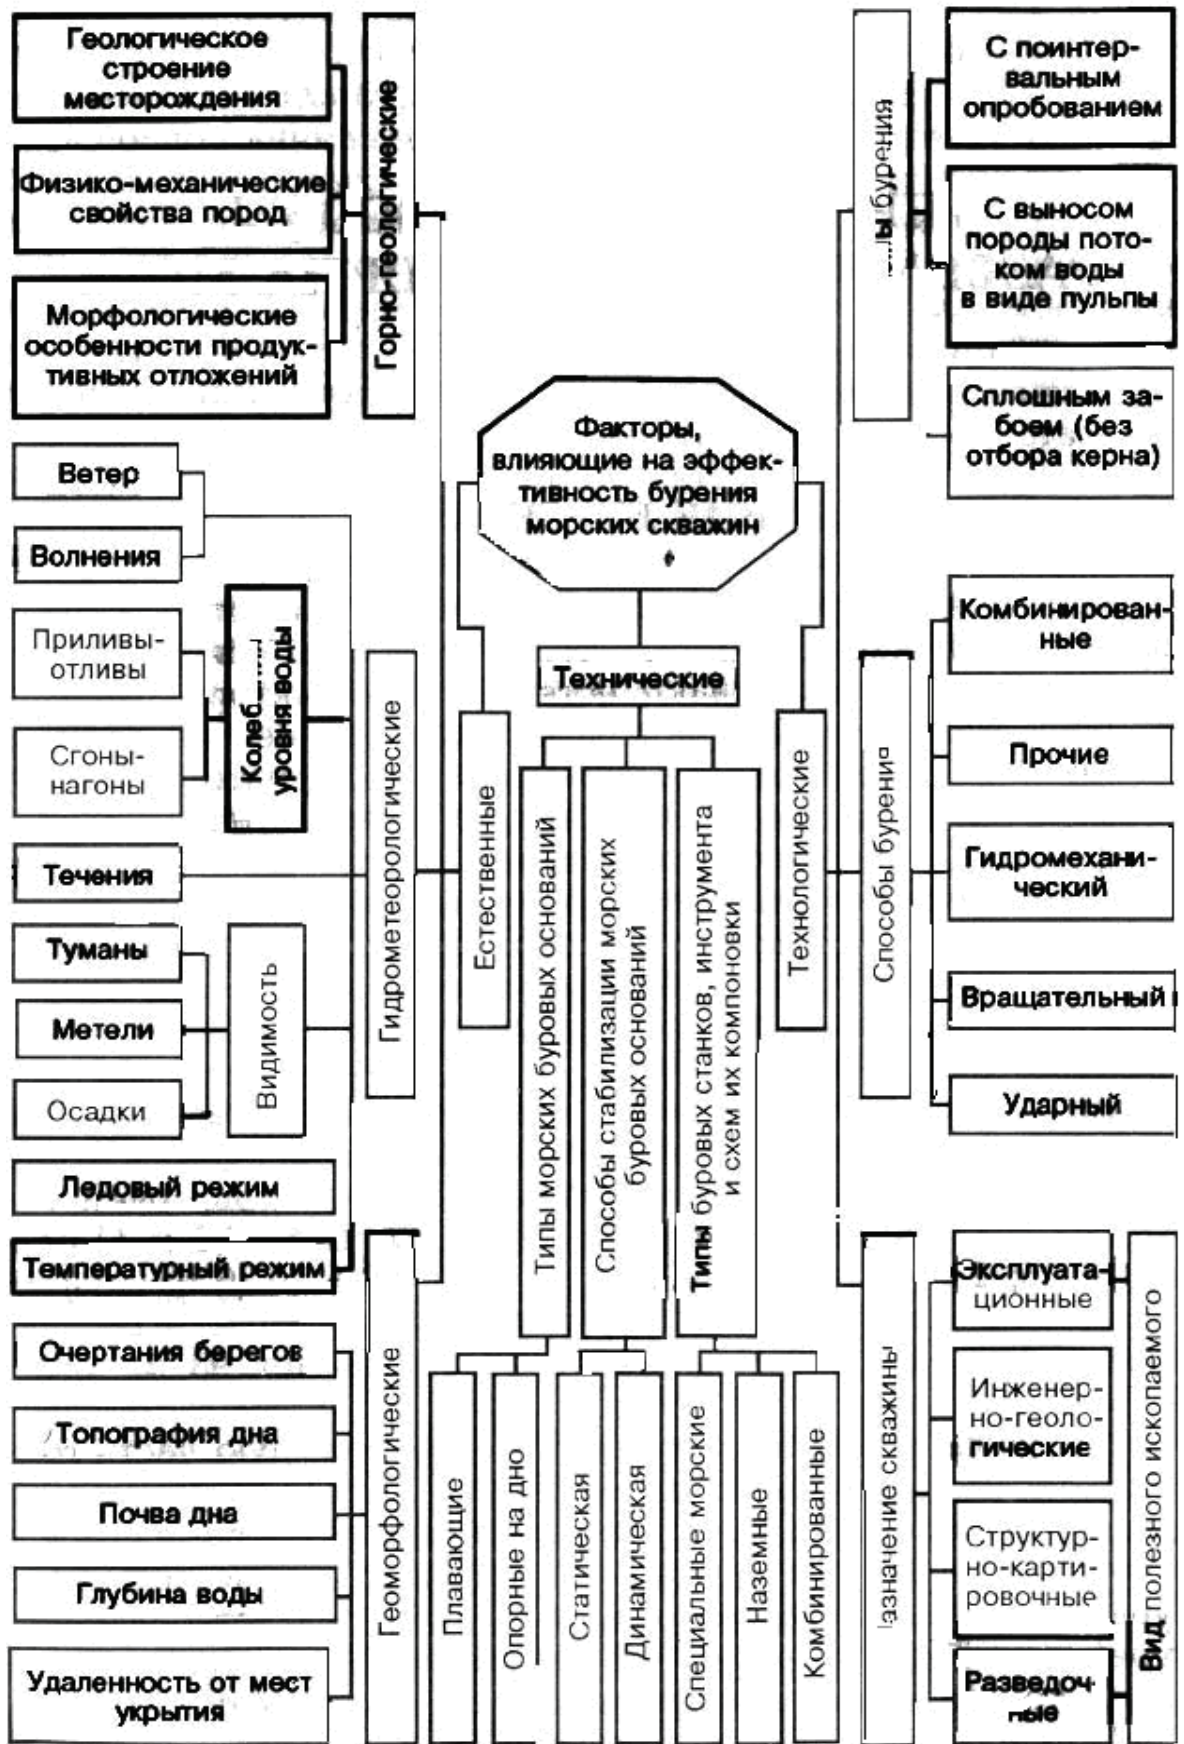 Геологическое
строение
месторождения
Физико-механические
свойства пород
Морфологические
особенности продук-
тивных отложений
Горно-геологические
Ветер
Волнения
Приливы-
отливы
Сгоны-
нагоны
уровня воды
Течения
Туманы
Метели
Осадки
Видимость
Ледовый режим
Температурный режим
Гидрометеорологические
Очертания берегов
Топография дна
Почва дна
Глубина воды
Удаленность от мест
укрытия
Геоморфологические
Естественные
Факторы,
влияющие на эффек-
тивность бурения
морских скважин
Технические
Типы морских буровых оснований
Способы стабилизации морских
буровых оснований
Типы буровых станков, инструмента
и схем их компоновки
Плавающие
Опорные на дно
Статическая
Динамическая
Специальные морские
Наземные
Комбинированные
Технологические
бурения
С поинтер-
вальным
опробованием
С выносом
породы пото-
ком воды
в виде пульпы
Сплошным за-
боем (без
отбора керна)
Способы
Комбинирован-
ные
Прочие
Гидромехани-
ческий
Вращательный
Ударный
скважины
Эксплуата-
ционные
Инженер-
но-геоло-
гические
Структур-
но-карти-
ровочные
Разведоч-
ные
Вид полезного ископаемого